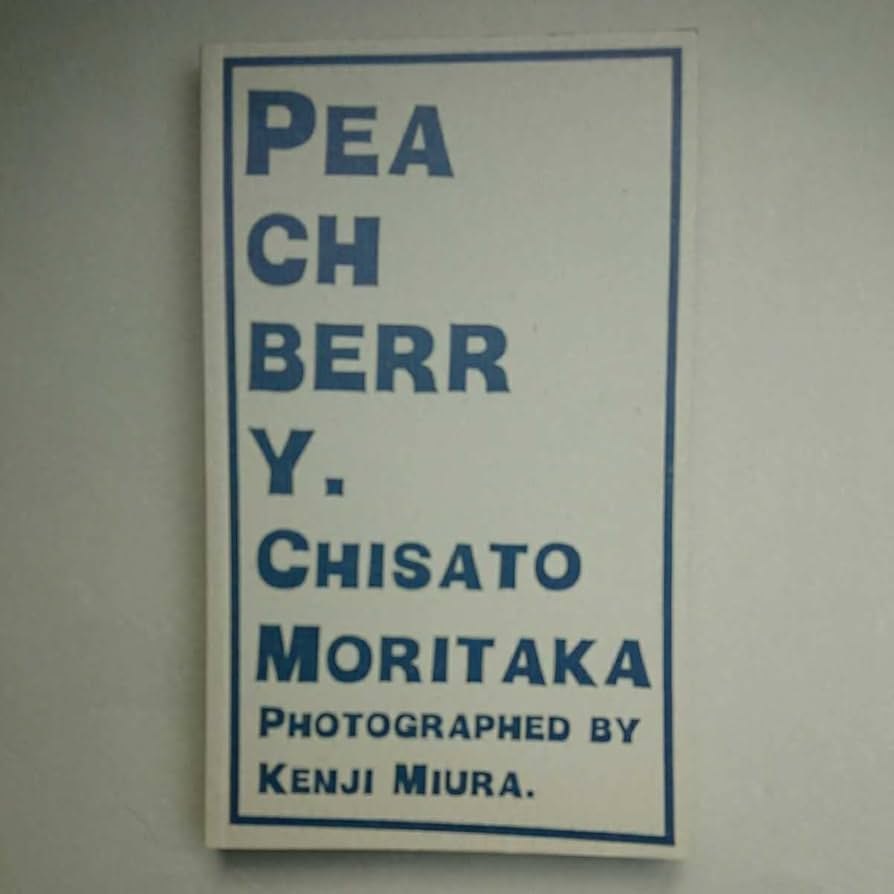 PEA
CH
BERR
Y.
CHISATO
MORITAKA
PHOTOGRAPHED BY
KENJI MIURA.